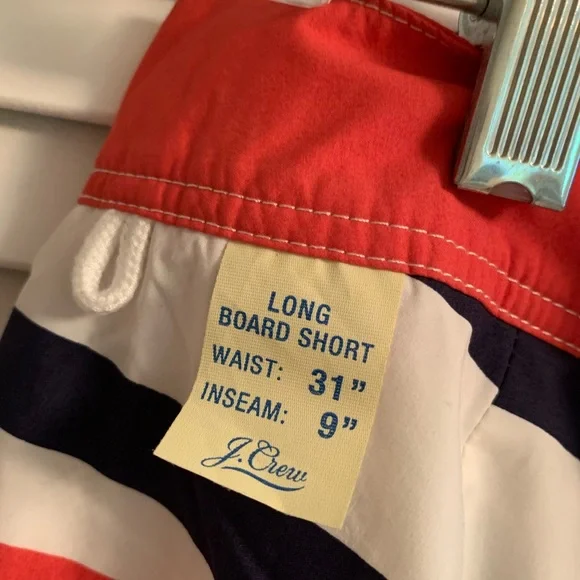 LONG
BOARD SHORT
WAIST: 31”
INSEAM: 9”
J.Crew